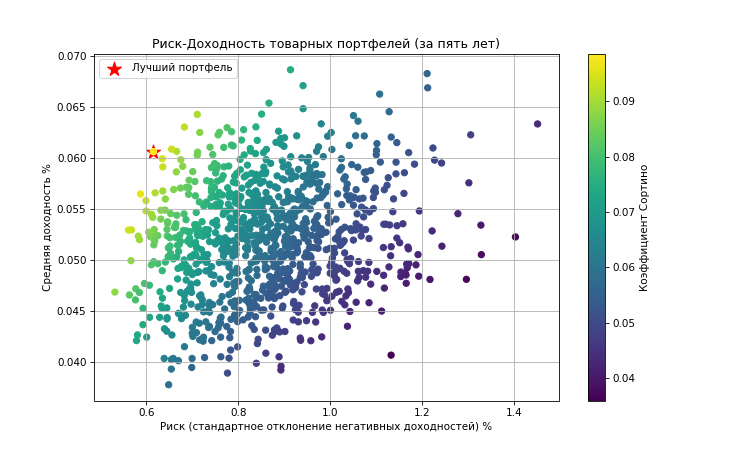 Риск-Доходность товарных портфелей (за пять лет)
Лучший портфель
Средняя доходность %
0.070
0.065
0.060
0.055
0.050
0.045
0.040
0.6 0.8 1.0 1.2 1.4
Риск (стандартное отклонение негативных доходностей) %
0.09
0.08
0.07
0.06
0.05
0.04
Коэффициент Сортино